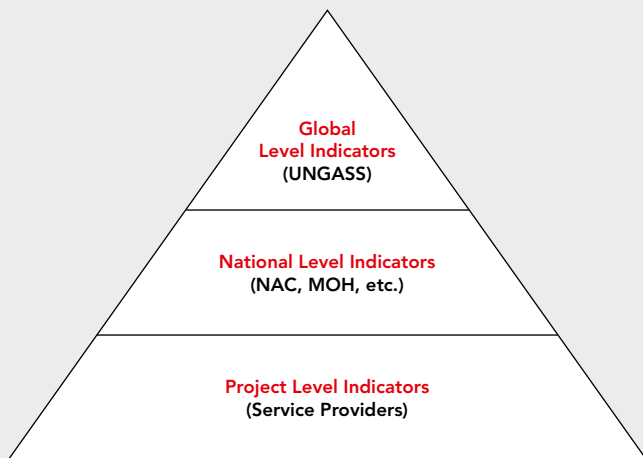 Global
Level Indicators
(UNGASS)
National Level Indicators
(NAC, MOH, etc.)
Project Level Indicators
(Service Providers)